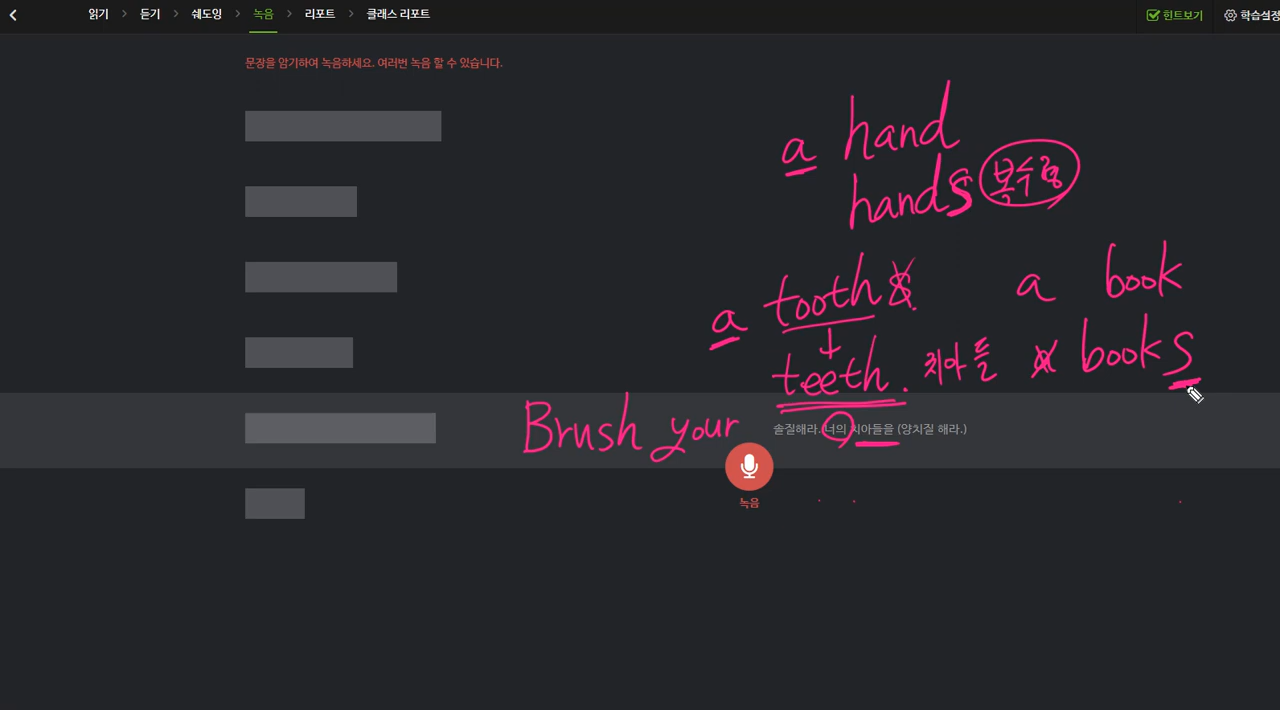 읽기 > 듣기 > 쉐도잉 > 녹음 > 리포트 > 클래스 리포트
힌트보기 학습설정
문장을 암기하여 녹음하세요. 여러번 녹음 할 수 있습니다.
a hand
hands 복수형
a tooth
a book
teeth. 치아들
books
Brush your
솔질해라. 너의 치아들을 (양치질 해라.)
녹음